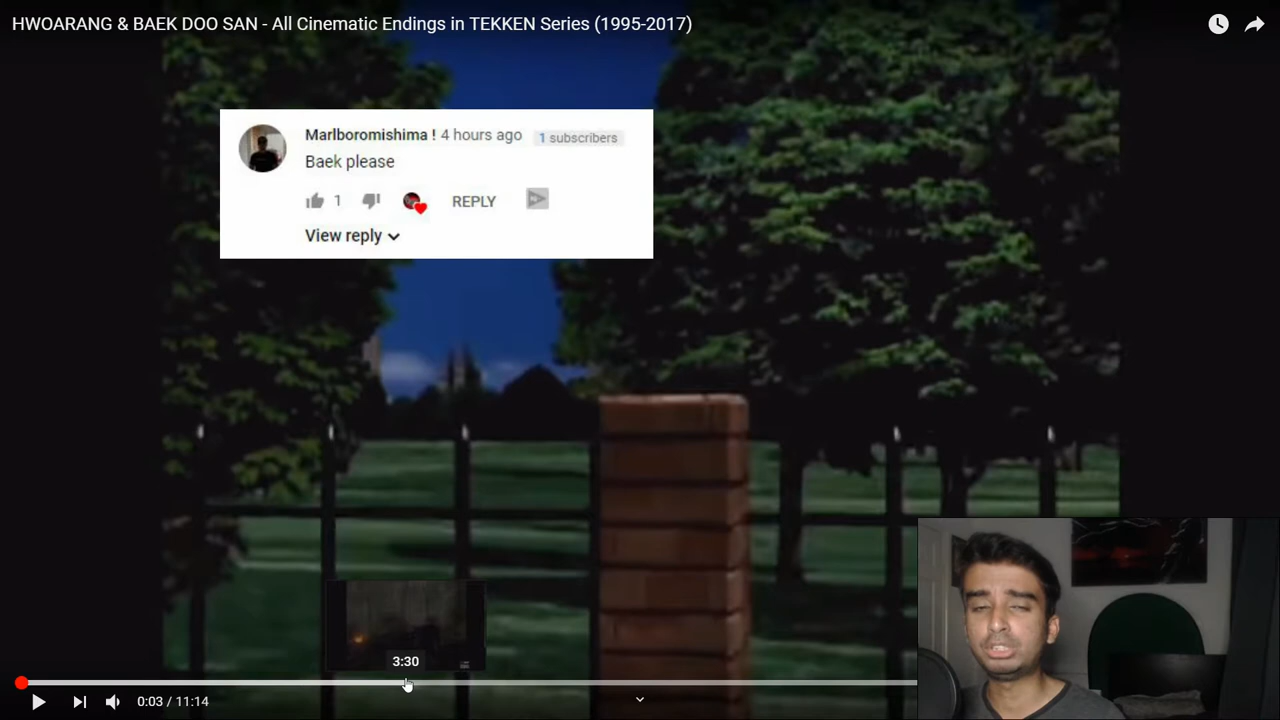 HWOARANG & BAEK DOO SAN - All Cinematic Endings in TEKKEN Series (1995-2017)
Marlboromishima ! 4 hours ago 1 subscribers
Baek please
1 REPLY
View reply
3:30
0:03 / 11:14